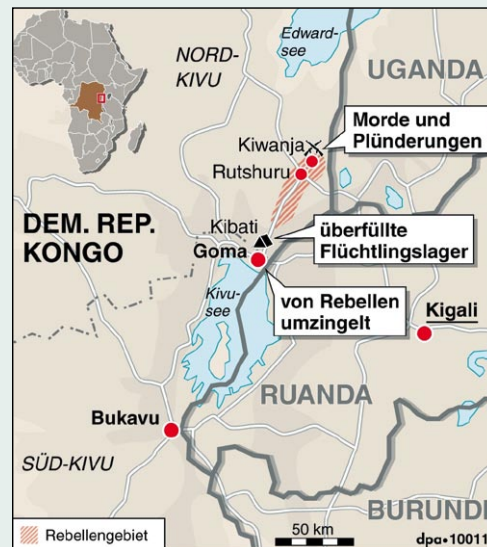 Edward-
see
NORD-
KIVU
UGANDA
Morde und
Plünderungen
Kiwanja
Rutshuru
DEM. REP.
KONGO
Kibati
überfüllte
Flüchtlingslager
Goma
Kivu-
see
von Rebellen
umzingelt
Kigali
RUANDA
Bukavu
SÜD-KIVU
BURUNDI
Rebellengebiet
50 km
dpa•10011